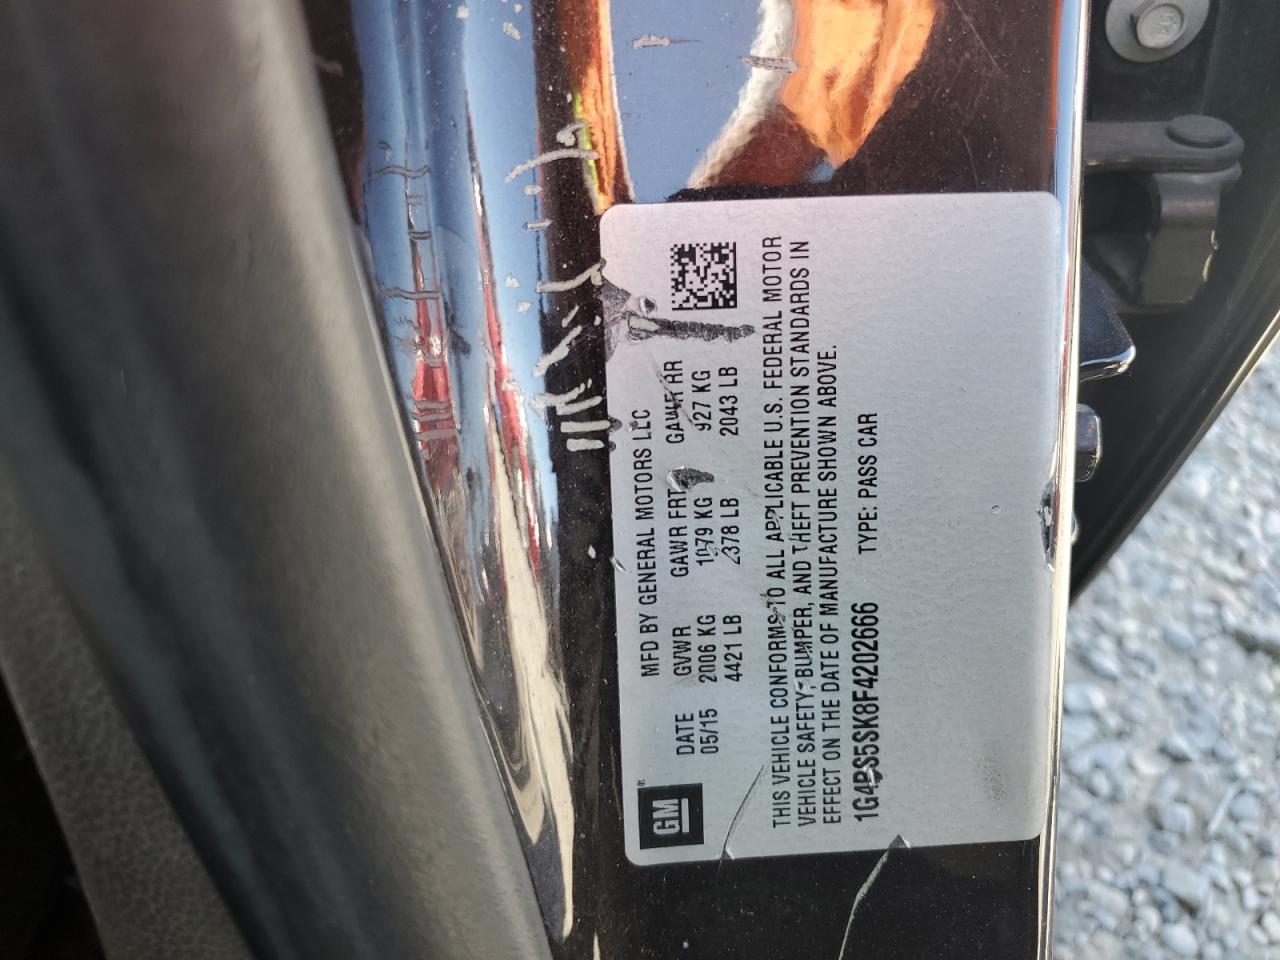 MFD BY GENERAL MOTORS LLC
GM®
DATE GVWR GAWR FRT GAWR RR
05/15 2006 KG 1079 KG 927 KG
4421 LB 2378 LB 2043 LB
THIS VEHICLE CONFORMS TO ALL APPLICABLE U.S. FEDERAL MOTOR
VEHICLE SAFETY, BUMPER, AND THEFT PREVENTION STANDARDS IN
EFFECT ON THE DATE OF MANUFACTURE SHOWN ABOVE.
1G4PS5SK8F4202666 TYPE: PASS CAR